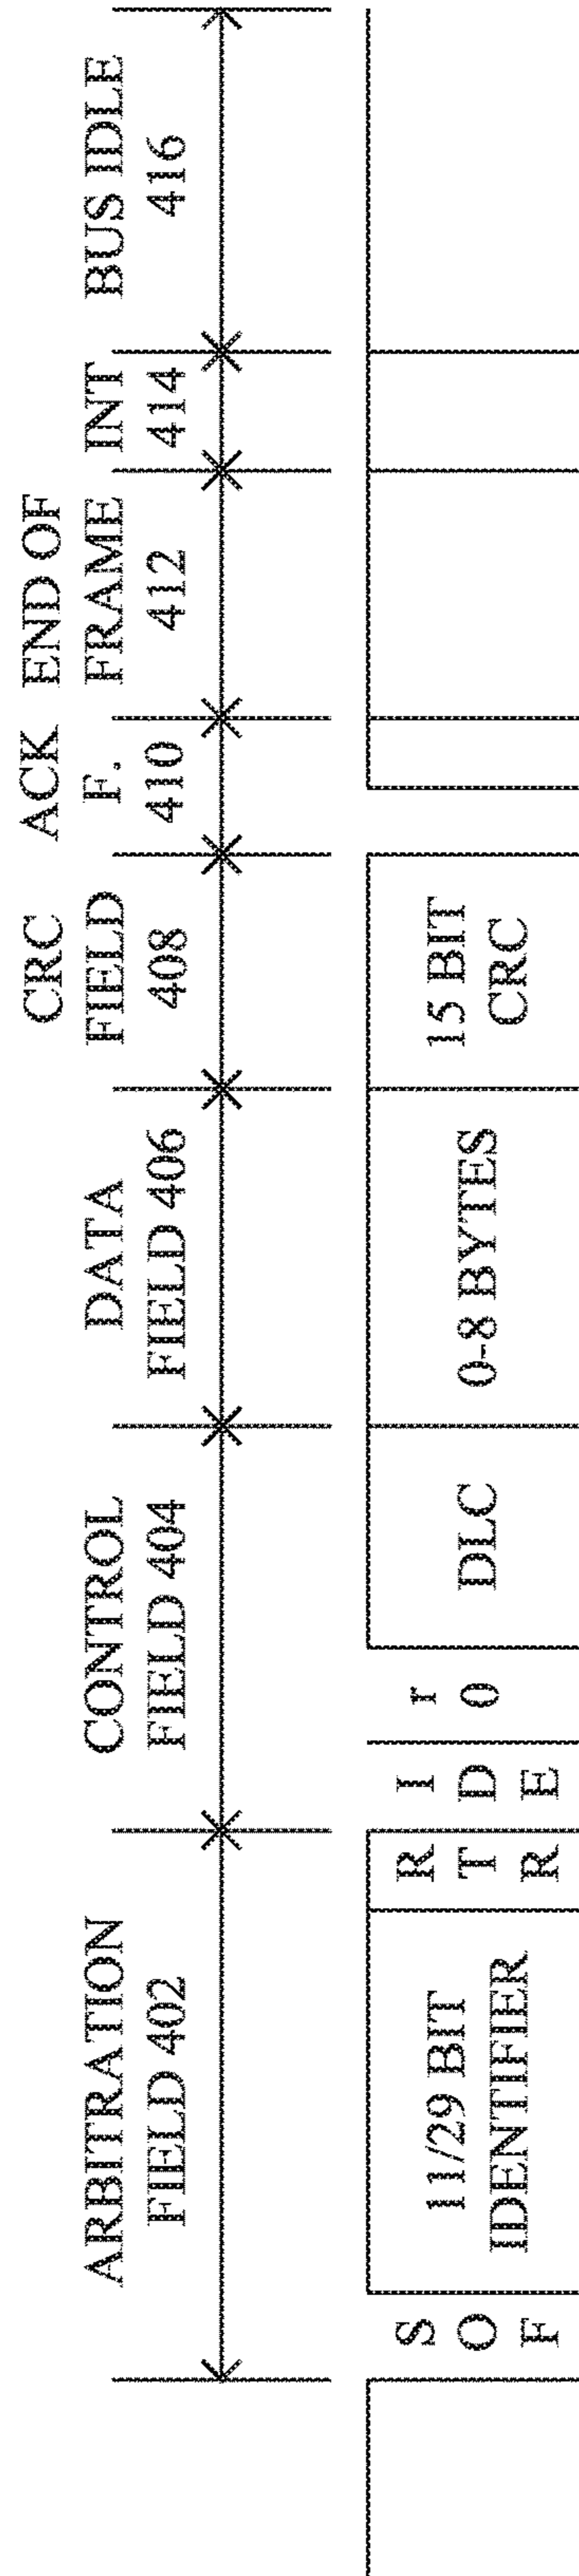 ARBITRATION
FIELD 402
CONTROL
FIELD 404
DATA
FIELD 406
CRC
FIELD
408
ACK
F.
410
END OF
FRAME
412
INT
414
BUS IDLE
416
S
O
F
11/29 BIT
IDENTIFIER
R
T
R
I
D
E
r
0
DLC
0-8 BYTES
15 BIT
CRC